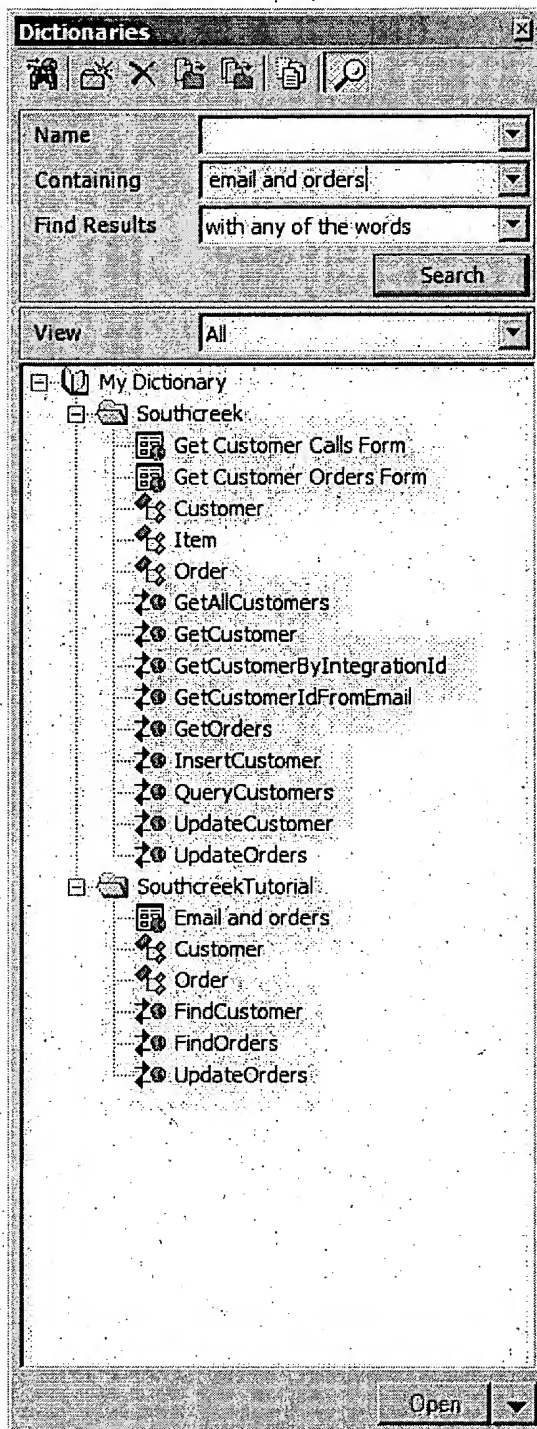 Dictionaries
Name
Containing email and orders
Find Results with any of the words
Search
View All
My Dictionary
Southcreek
Get Customer Calls Form
Get Customer Orders Form
Customer
Item
Order
GetAllCustomers
GetCustomer
GetCustomerByIntegrationId
GetCustomerIdFromEmail
GetOrders
InsertCustomer
QueryCustomers
UpdateCustomer
UpdateOrders
SouthcreekTutorial
Email and orders
Customer
Order
FindCustomer
FindOrders
UpdateOrders
Open